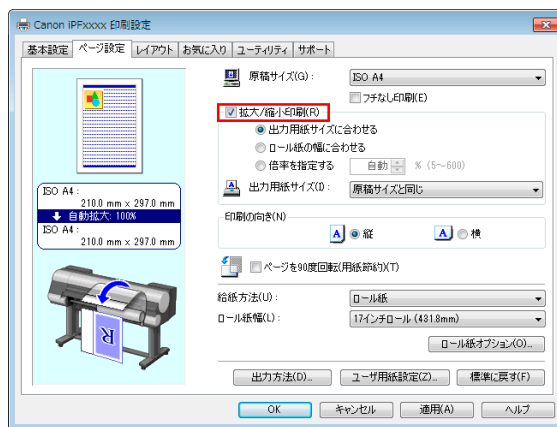 Canon iPFxxxx 印刷設定
基本設定 ページ設定 レイアウト お気に入り ユーティリティ サポート
原稿サイズ(G): ISO A4
フチなし印刷(E)
拡大/縮小印刷(R)
出力用紙サイズに合わせる
ロール紙の幅に合わせる
倍率を指定する 自動 % (5～600)
出力用紙サイズ(I): 原稿サイズと同じ
ISO A4 :
210.0 mm × 297.0 mm
自動拡大: 100%
ISO A4 :
210.0 mm × 297.0 mm
印刷の向き(N)
A 縦 A 横
ページを90度回転(用紙節約)(T)
給紙方法(U): ロール紙
ロール紙幅(L): 17インチロール (431.8mm)
ロール紙オプション(O)...
出力方法(D)... ユーザ用紙設定(Z)... 標準に戻す(F)
OK キャンセル 適用(A) ヘルプ